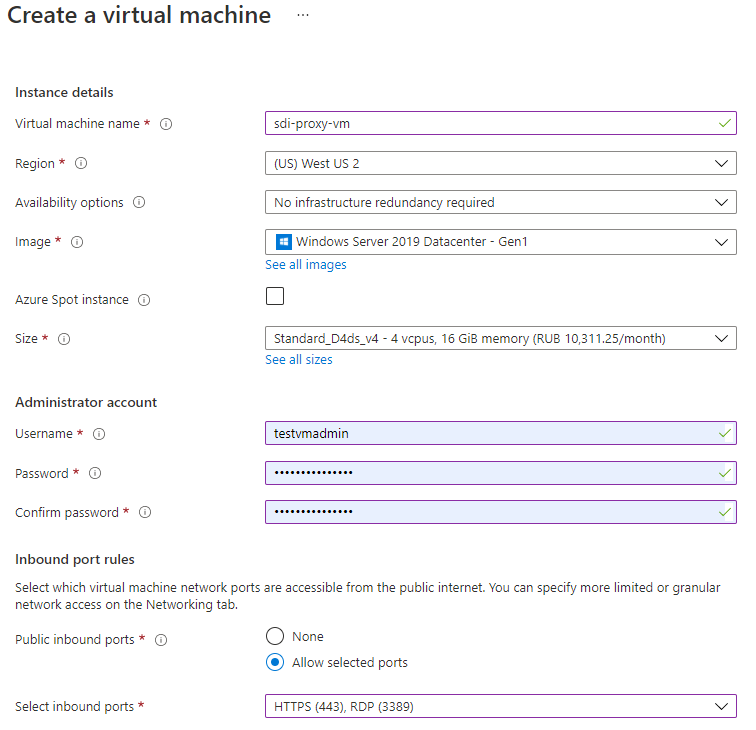 Create a virtual machine ...
Instance details
Virtual machine name * sdi-proxy-vm
Region * (US) West US 2
Availability options No infrastructure redundancy required
Image * Windows Server 2019 Datacenter - Gen1
See all images
Azure Spot instance
Size * Standard_D4ds_v4 - 4 vcpus, 16 GiB memory (RUB 10,311.25/month)
See all sizes
Administrator account
Username * testvmadmin
Password * •••••••••••••••
Confirm password * •••••••••••••••
Inbound port rules
Select which virtual machine network ports are accessible from the public internet. You can specify more limited or granular
network access on the Networking tab.
Public inbound ports * None
Allow selected ports
Select inbound ports * HTTPS (443), RDP (3389)